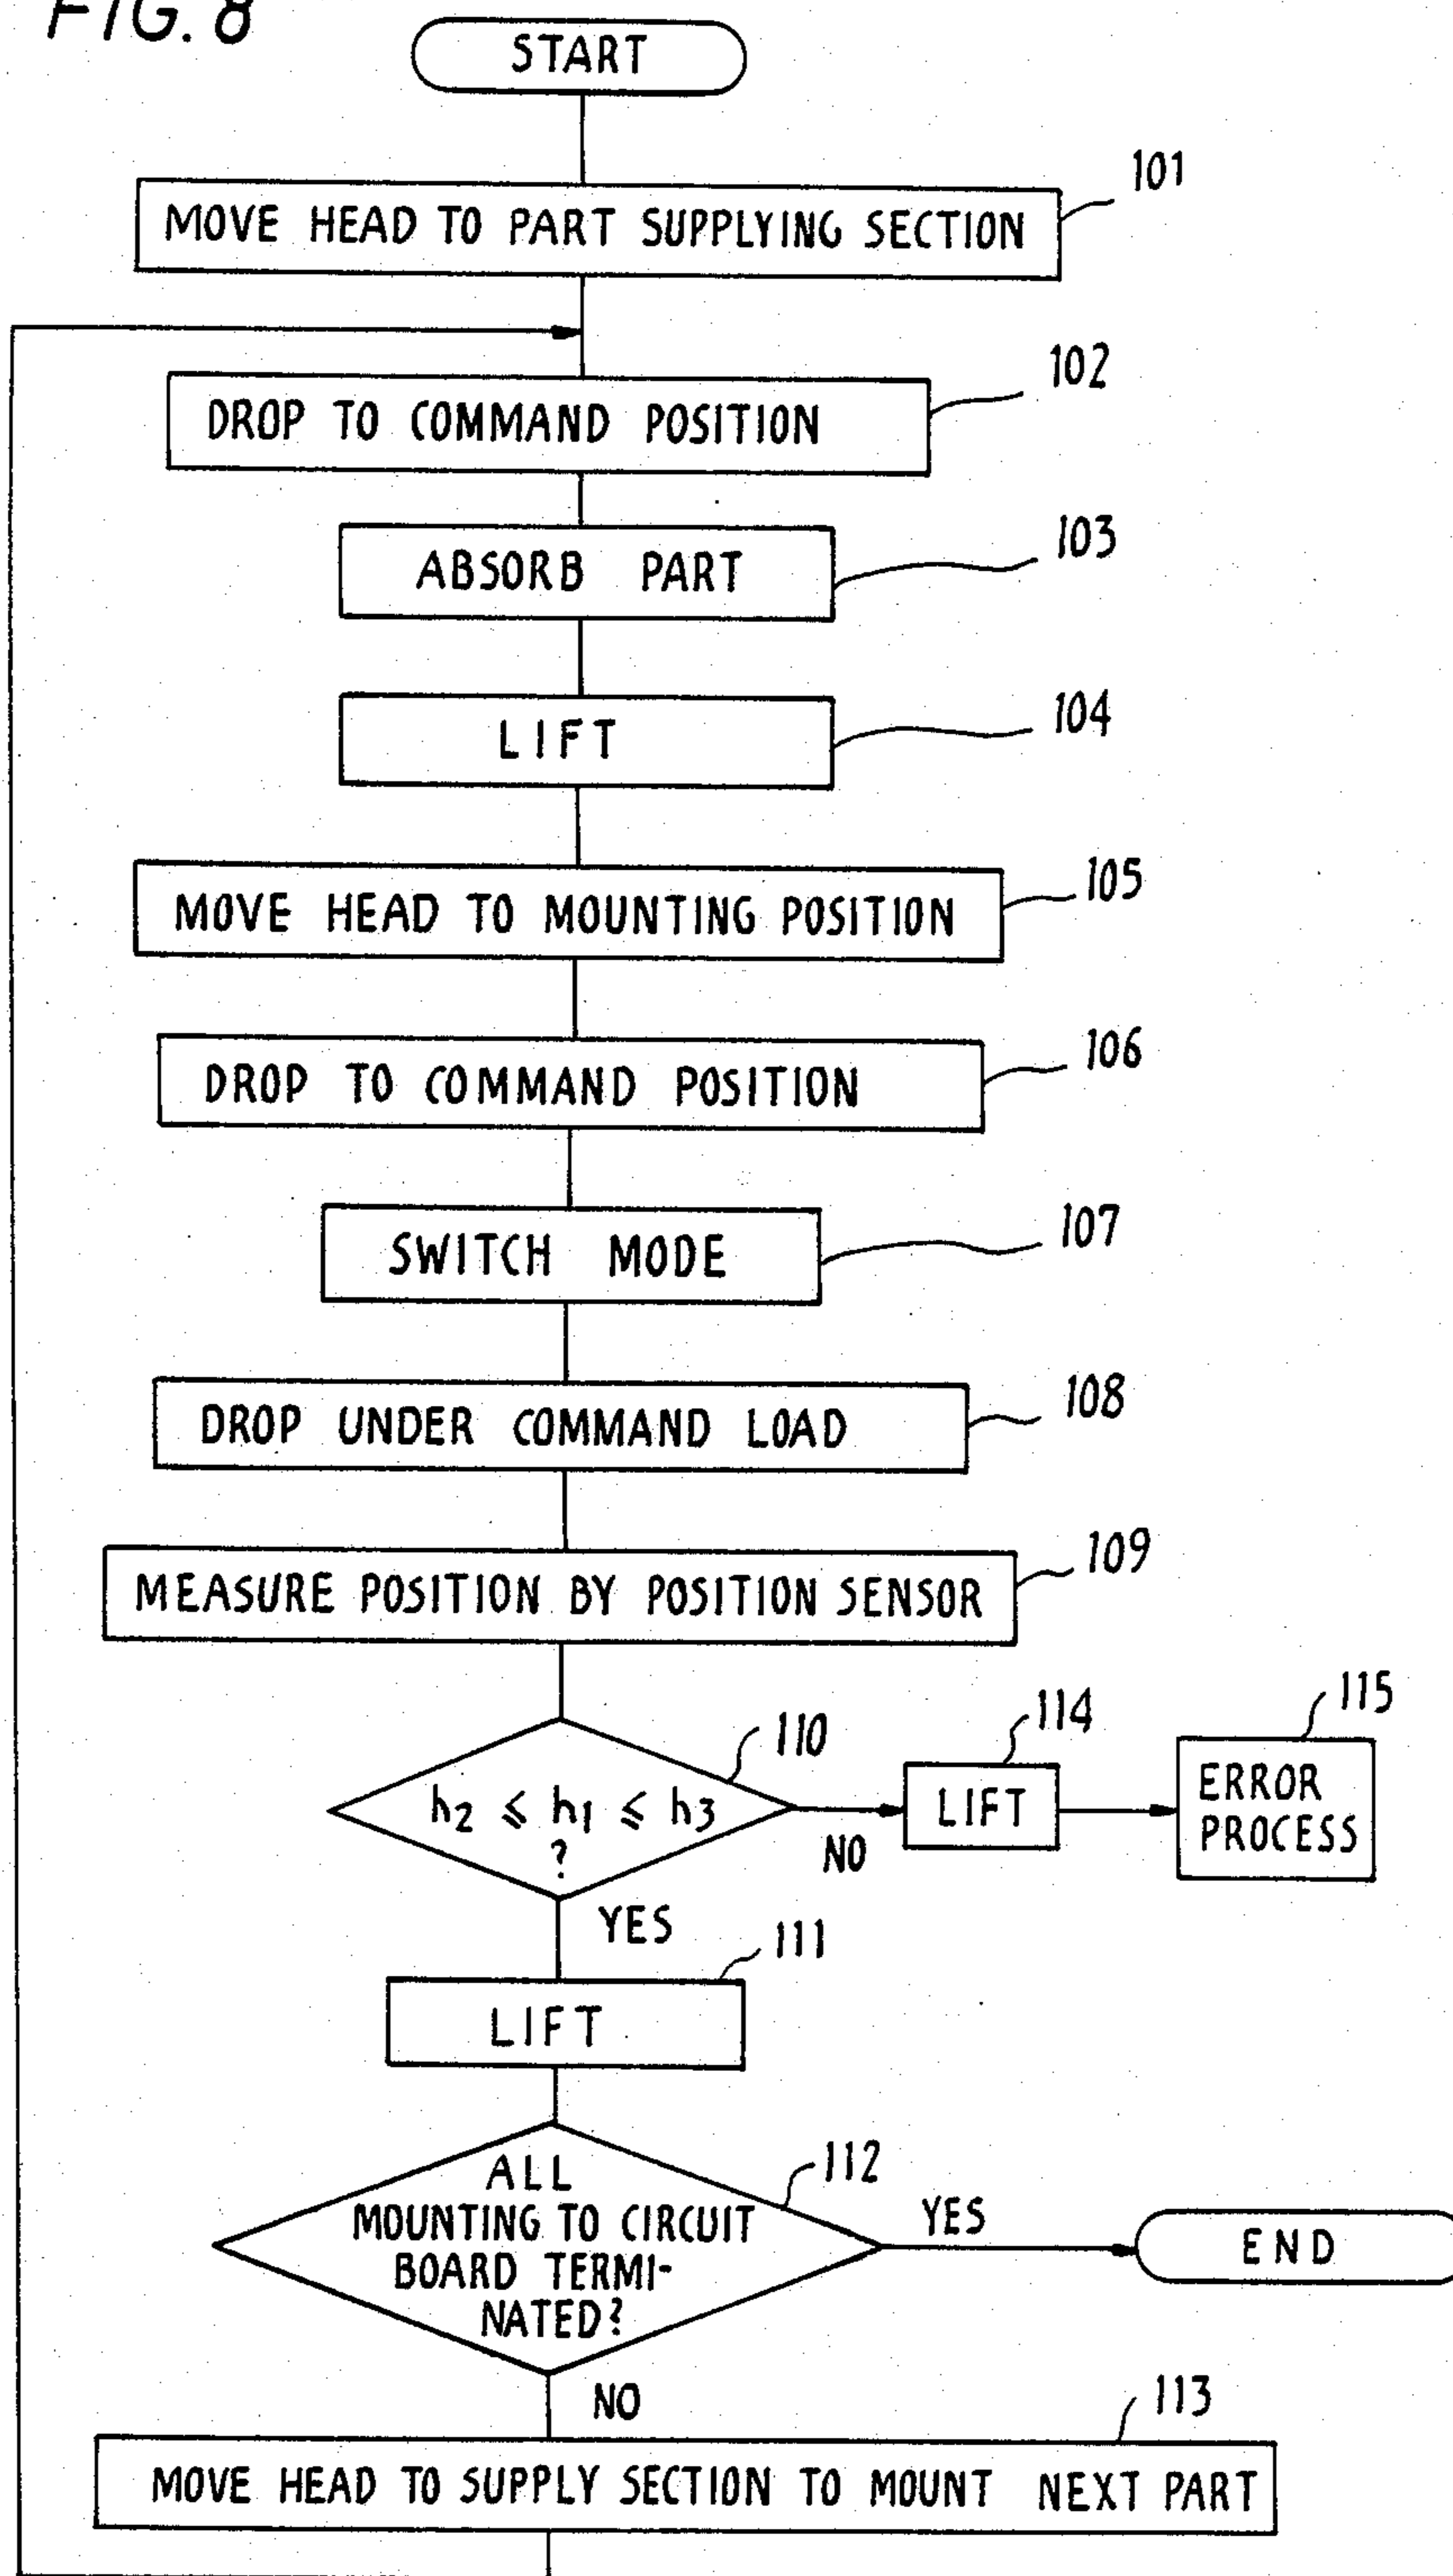 FIG. 8
START
101
MOVE HEAD TO PART SUPPLYING SECTION
102
DROP TO COMMAND POSITION
103
ABSORB PART
104
LIFT
105
MOVE HEAD TO MOUNTING POSITION
106
DROP TO COMMAND POSITION
107
SWITCH MODE
108
DROP UNDER COMMAND LOAD
109
MEASURE POSITION BY POSITION SENSOR
110
h2 ≤ h1 ≤ h3
?
NO
114
LIFT
115
ERROR
PROCESS
YES
111
LIFT
112
ALL
MOUNTING TO CIRCUIT
BOARD TERMI-
NATED?
YES
END
NO
113
MOVE HEAD TO SUPPLY SECTION TO MOUNT NEXT PART